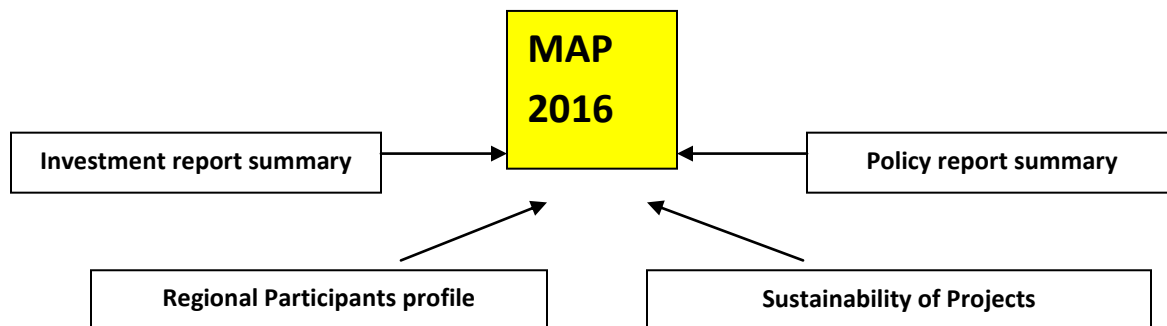 MAP
2016
Investment report summary
Policy report summary
Regional Participants profile
Sustainability of Projects